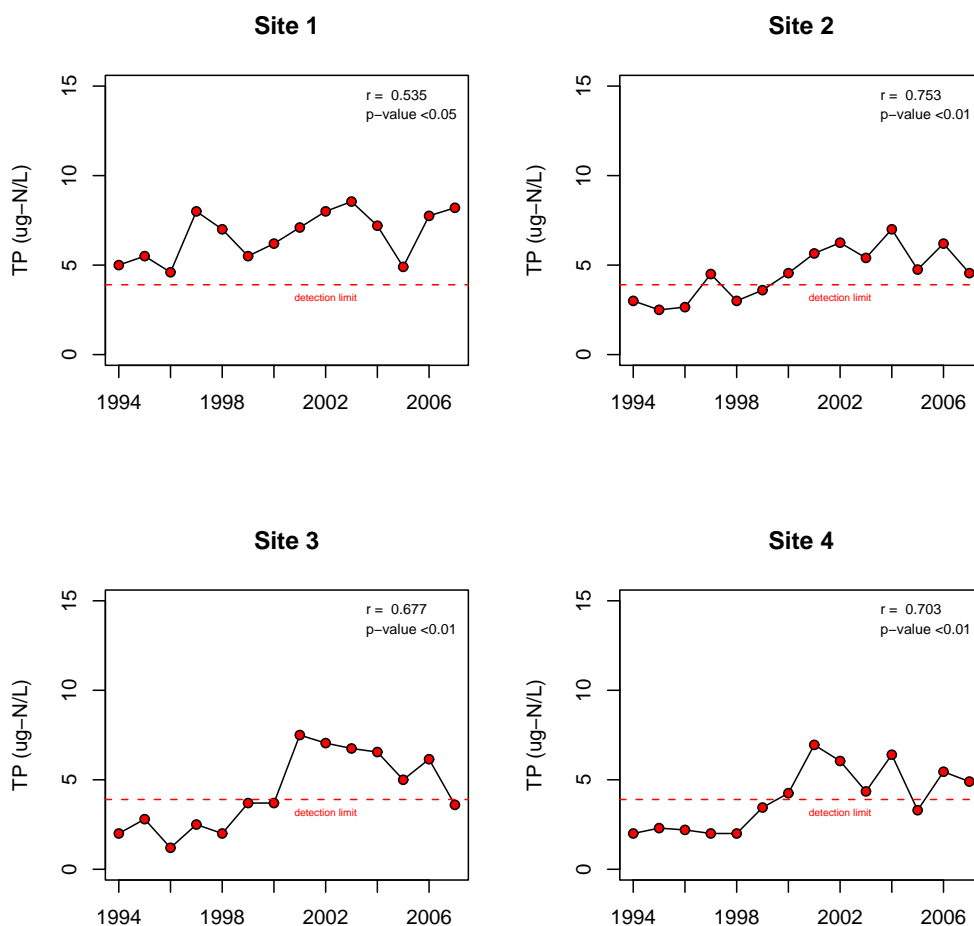 Site 1
TP (ug−N/L)
15
10
5
0
r = 0.535
p−value <0.05
detection limit
1994
1998
2002
2006
Site 2
TP (ug−N/L)
15
10
5
0
r = 0.753
p−value <0.01
detection limit
1994
1998
2002
2006
Site 3
TP (ug−N/L)
15
10
5
0
r = 0.677
p−value <0.01
detection limit
1994
1998
2002
2006
Site 4
TP (ug−N/L)
15
10
5
0
r = 0.703
p−value <0.01
detection limit
1994
1998
2002
2006